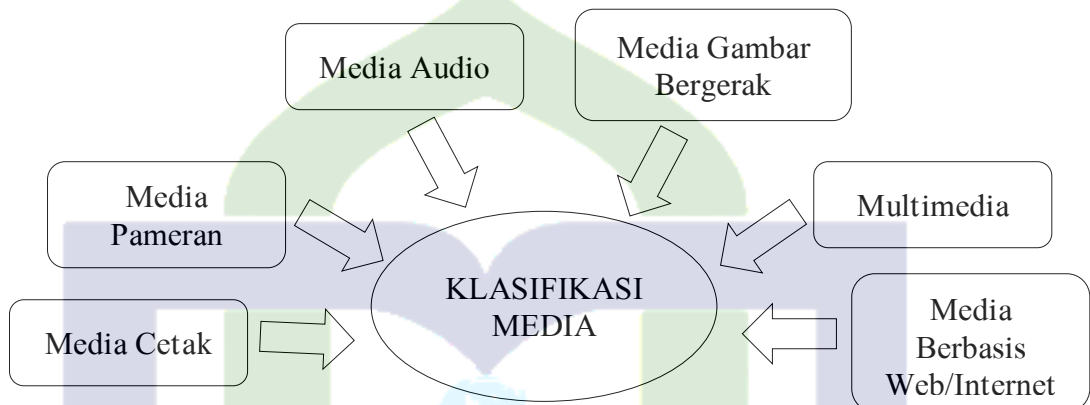 Media Audio
Media Gambar
Bergerak
Media
Pameran
Multimedia
KLASIFIKASI
MEDIA
Media Cetak
Media
Berbasis
Web/Internet